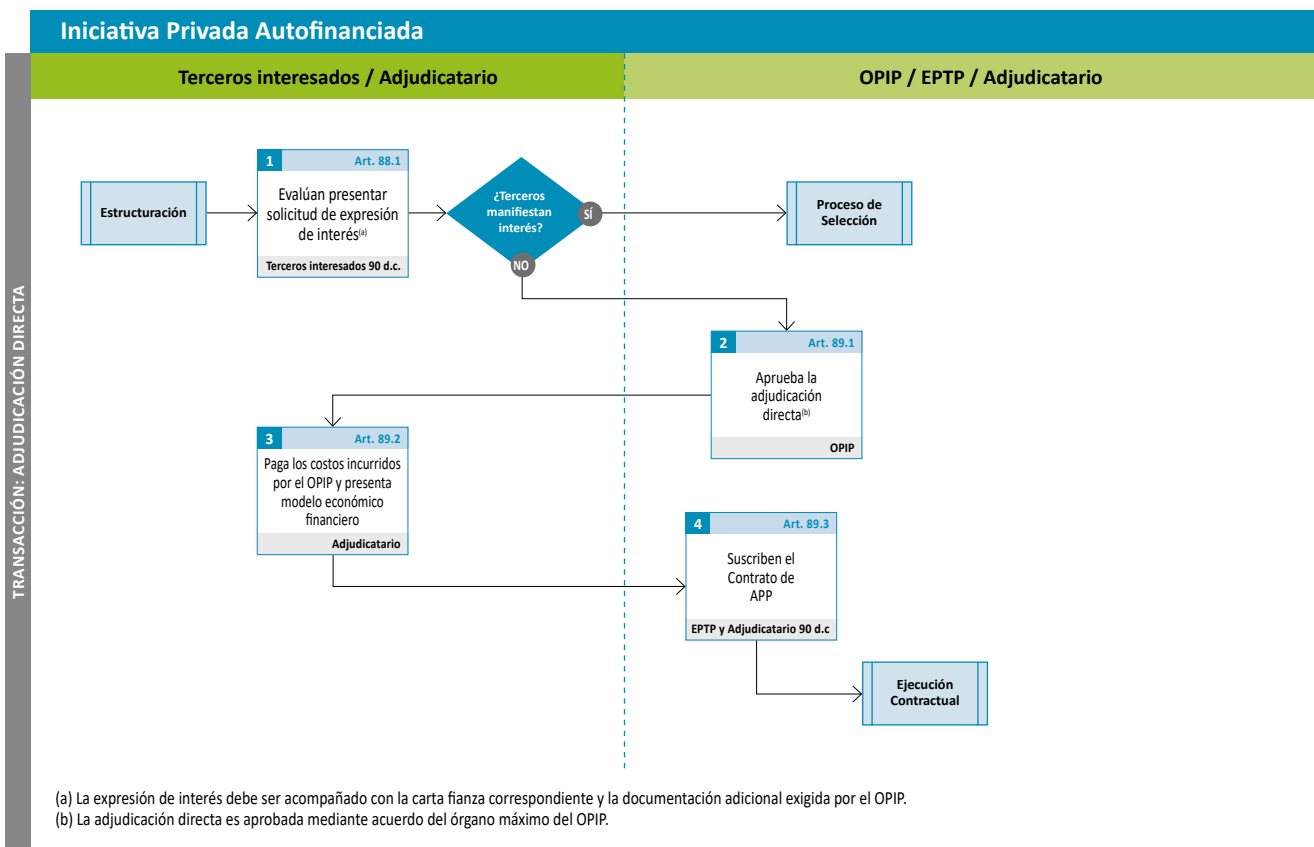 Iniciativa Privada Autofinanciada
Terceros interesados / Adjudicatario
OPIP / EPTP / Adjudicatario
TRANSACCIÓN: ADJUDICACIÓN DIRECTA
Estructuración
1
Art. 88.1
Evalúan presentar
solicitud de expresión
de interés(a)
Terceros interesados 90 d.c.
¿Terceros
manifiestan
interés?
SÍ
NO
Proceso de
Selección
2
Art. 89.1
Aprueba la
adjudicación
directa(b)
OPIP
3
Art. 89.2
Paga los costos incurridos
por el OPIP y presenta
modelo económico
financiero
Adjudicatario
4
Art. 89.3
Suscriben el
Contrato de
APP
EPTP y Adjudicatario 90 d.c
Ejecución
Contractual
(a) La expresión de interés debe ser acompañado con la carta fianza correspondiente y la documentación adicional exigida por el OPIP.
(b) La adjudicación directa es aprobada mediante acuerdo del órgano máximo del OPIP.